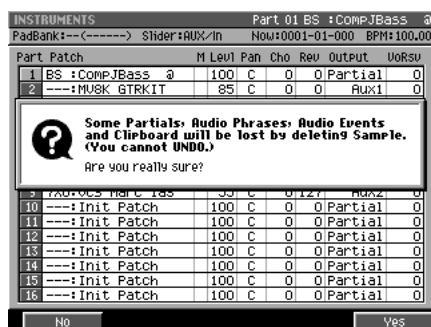 INSTRUMENTS Part 01 BS :CompJBass
PadBank:--(------) Slider:AUX/In Now:0001-01-000 BPM:100.00
Part Patch M Levl Pan Cho Rev Output VoRsv
1 BS :CompJBass 100 C 0 0 Partial 0
2 ---:MV8K GTRKIT 85 C 0 0 Aux1 0
Some Partials, Audio Phrases, Audio Events
and Clipboard will be lost by deleting Sample.
(You cannot UNDO.)
Are you really sure?
10 ---:Init Patch 100 C 0 0 Partial 0
11 ---:Init Patch 100 C 0 0 Partial 0
12 ---:Init Patch 100 C 0 0 Partial 0
13 ---:Init Patch 100 C 0 0 Partial 0
14 ---:Init Patch 100 C 0 0 Partial 0
15 ---:Init Patch 100 C 0 0 Partial 0
16 ---:Init Patch 100 C 0 0 Partial 0
No Yes